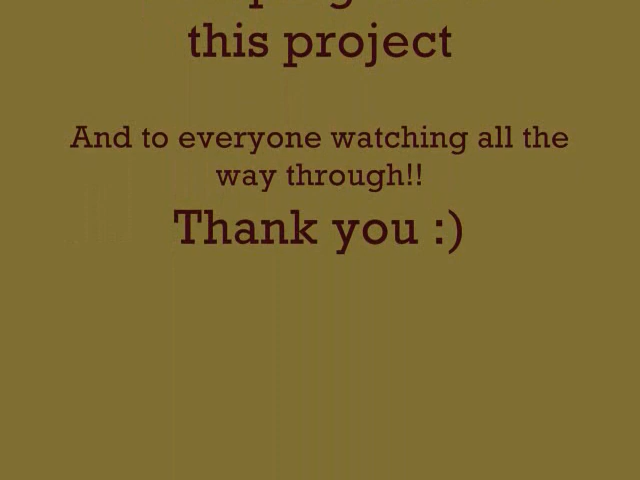 this project
And to everyone watching all the
way through!!
Thank you :)